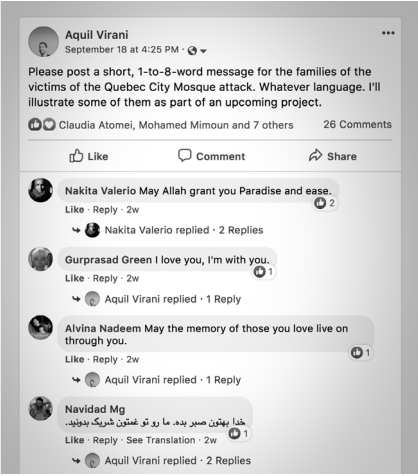 Aquil Virani
September 18 at 4:25 PM ·
Please post a short, 1-to-8-word message for the families of the
victims of the Quebec City Mosque attack. Whatever language. I'll
illustrate some of them as part of an upcoming project.
Claudia Atomei, Mohamed Mimoun and 7 others 26 Comments
Like Comment Share
Nakita Valerio May Allah grant you Paradise and ease.
2
Like · Reply · 2w
Nakita Valerio replied · 2 Replies
Gurprasad Green I love you, I'm with you.
1
Like · Reply · 2w
Aquil Virani replied · 1 Reply
Alvina Nadeem May the memory of those you love live on
through you.
1
Like · Reply · 2w
Aquil Virani replied · 1 Reply
Navidad Mg
خدا بهتون صبر بده. ما رو تو غمتون شریک بدونید.
1
Like · Reply · See Translation · 2w
Aquil Virani replied · 2 Replies